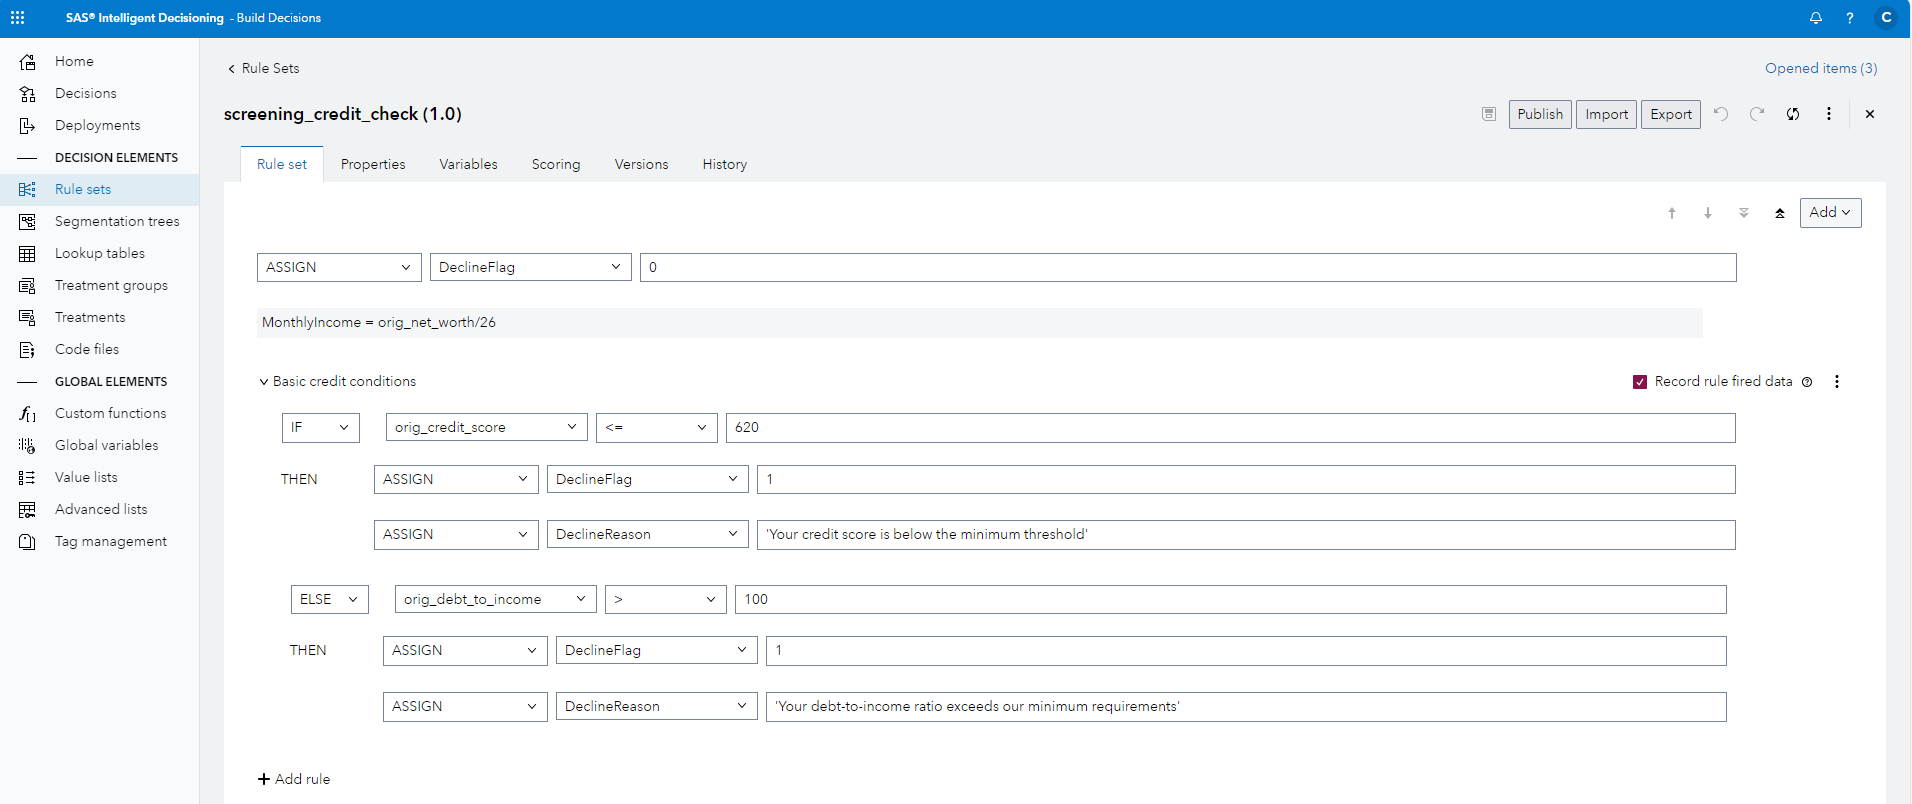 SAS® Intelligent Decisioning - Build Decisions
? C
Home
Decisions
Deployments
DECISION ELEMENTS
Rule sets
Segmentation trees
Lookup tables
Treatment groups
Treatments
Code files
GLOBAL ELEMENTS
Custom functions
Global variables
Value lists
Advanced lists
Tag management
Rule Sets
Opened items (3)
screening_credit_check (1.0)
Publish Import Export
Rule set Properties Variables Scoring Versions History
Add
ASSIGN DeclineFlag 0
MonthlyIncome = orig_net_worth/26
Basic credit conditions
Record rule fired data ?
IF orig_credit_score <= 620
THEN ASSIGN DeclineFlag 1
ASSIGN DeclineReason 'Your credit score is below the minimum threshold'
ELSE orig_debt_to_income > 100
THEN ASSIGN DeclineFlag 1
ASSIGN DeclineReason 'Your debt-to-income ratio exceeds our minimum requirements'
+ Add rule